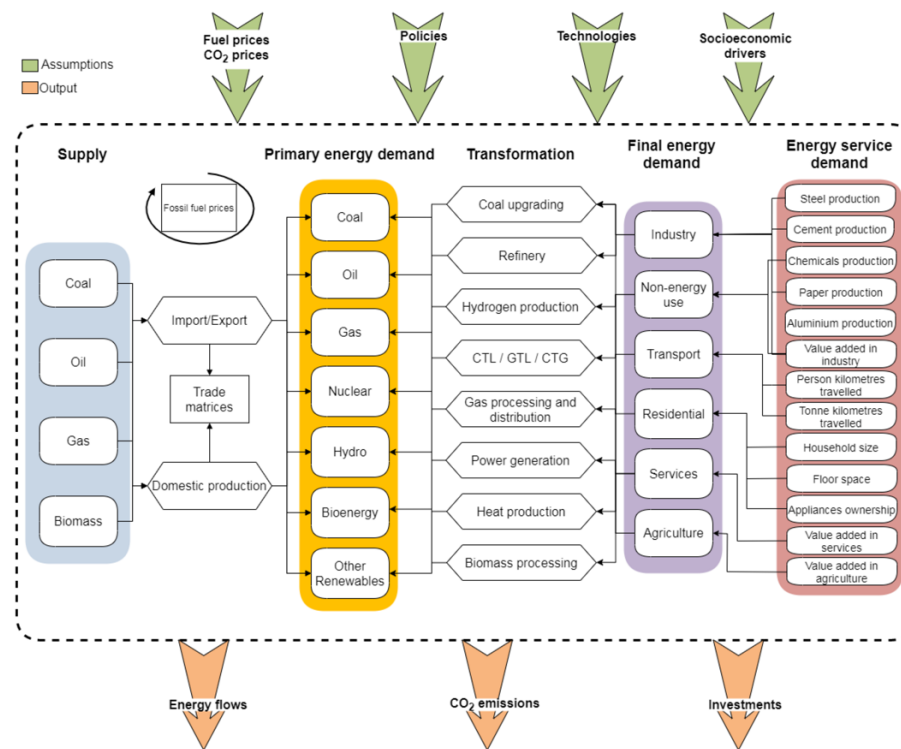 Fuel prices
CO₂ prices
Policies
Technologies
Socioeconomic
drivers
Assumptions
Output
Supply
Primary energy demand
Transformation
Final energy
demand
Energy service
demand
Fossil fuel prices
Coal
Oil
Gas
Biomass
Import/Export
Trade
matrices
Domestic production
Coal
Oil
Gas
Nuclear
Hydro
Bioenergy
Other
Renewables
Coal upgrading
Refinery
Hydrogen production
CTL / GTL / CTG
Gas processing and
distribution
Power generation
Heat production
Biomass processing
Industry
Non-energy
use
Transport
Residential
Services
Agriculture
Steel production
Cement production
Chemicals production
Paper production
Aluminium production
Value added in
industry
Person kilometres
travelled
Tonne kilometres
travelled
Household size
Floor space
Appliances ownership
Value added in
services
Value added in
agriculture
Energy flows
CO₂ emissions
Investments